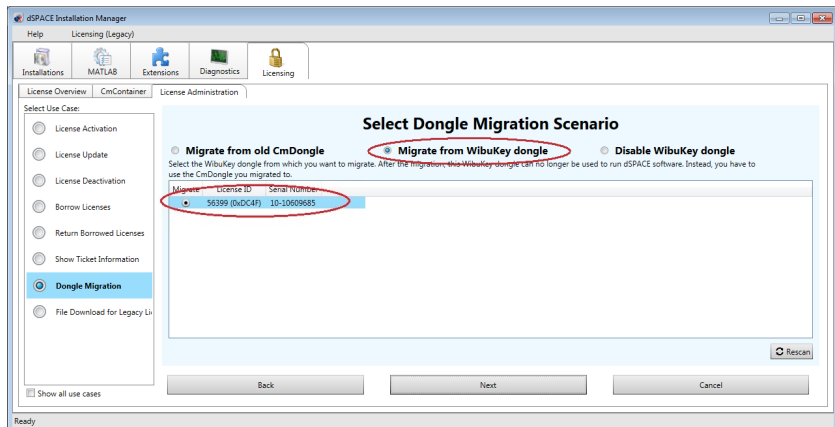 dSPACE Installation Manager
Help Licensing (Legacy)
Installations MATLAB Extensions Diagnostics Licensing
License Overview CmContainer License Administration
Select Use Case:
License Activation
License Update
License Deactivation
Borrow Licenses
Return Borrowed Licenses
Show Ticket Information
Dongle Migration
File Download for Legacy Li
Show all use cases
Select Dongle Migration Scenario
Migrate from old CmDongle Migrate from WibuKey dongle Disable WibuKey dongle
Select the WibuKey dongle from which you want to migrate. After the migration, this WibuKey dongle can no longer be used to run dSPACE software. Instead, you have to
use the CmDongle you migrated to.
Migrate License ID Serial Number
56399 (0xDC4F) 10-10609685
Rescan
Back Next Cancel
Ready